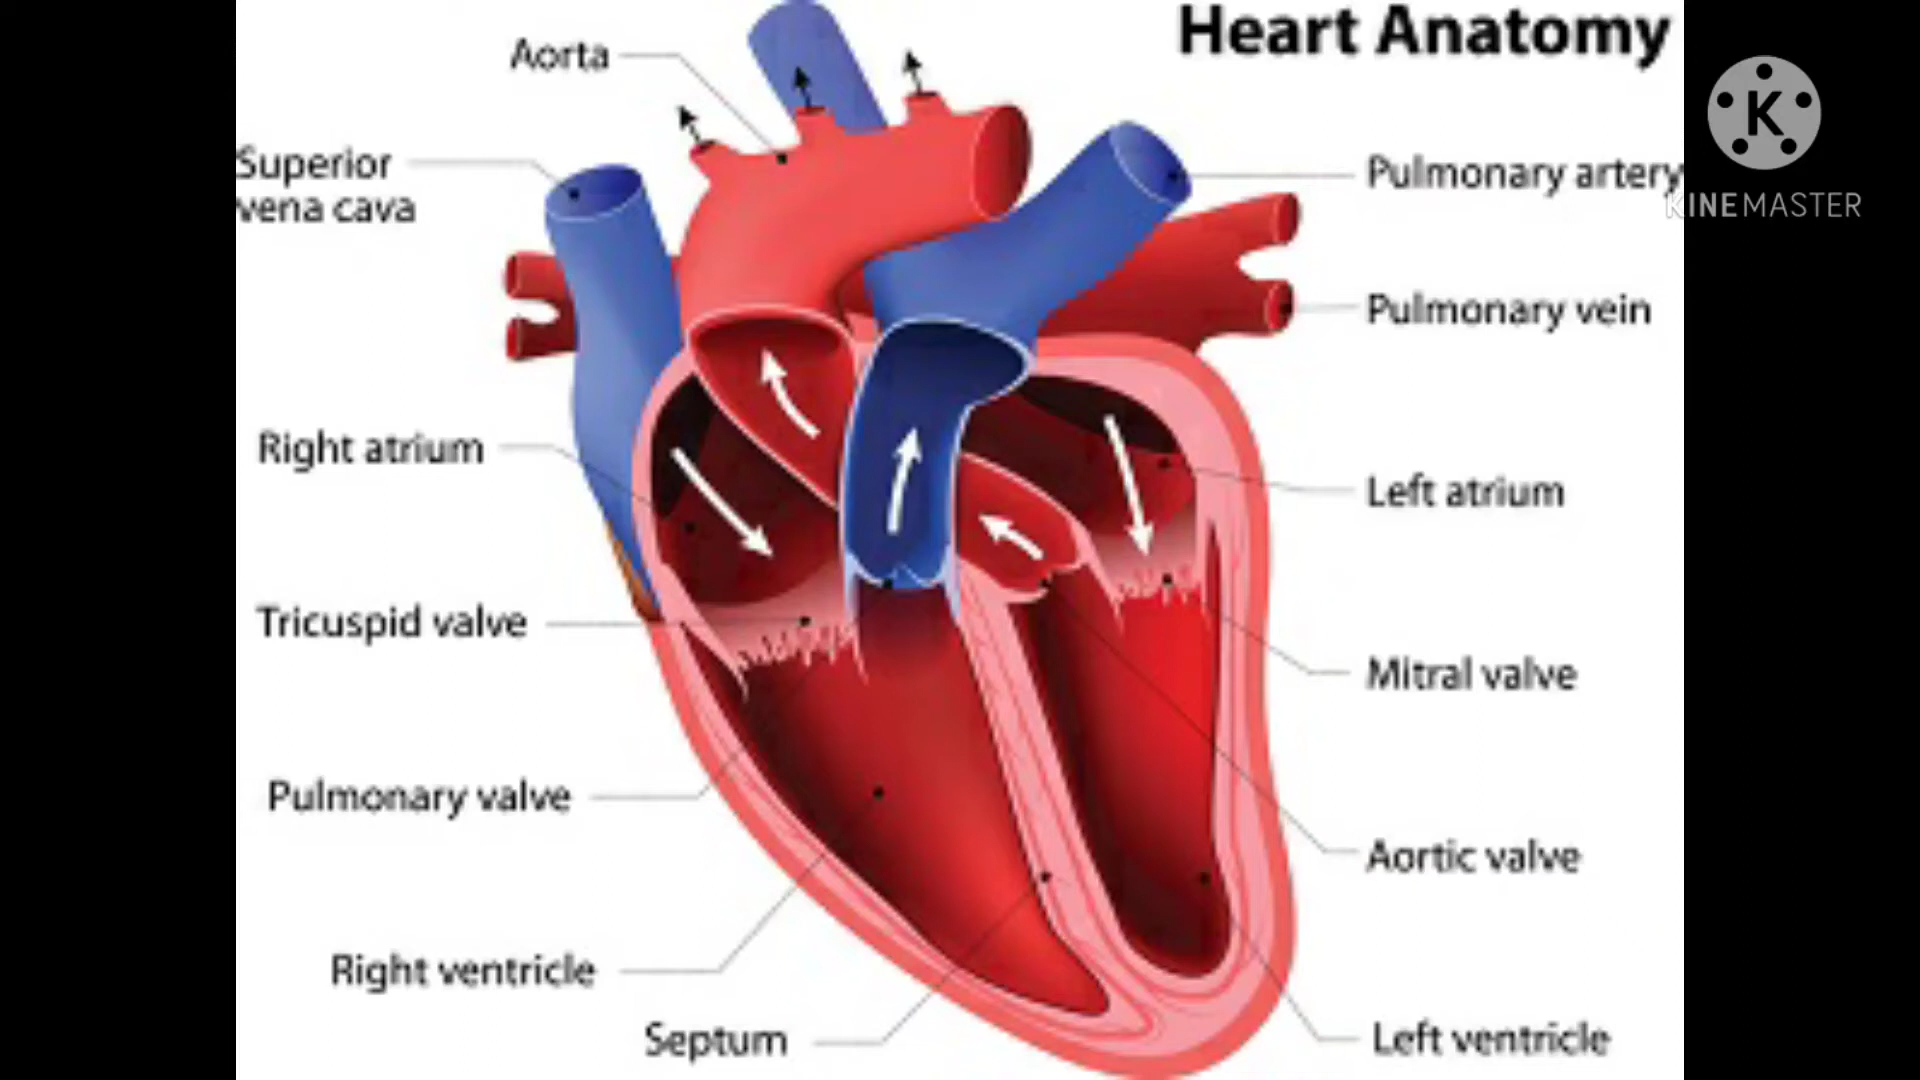 Heart Anatomy
Aorta
Superior
vena cava
Pulmonary artery
K
KINEMASTER
Pulmonary vein
Right atrium
Left atrium
Tricuspid valve
Mitral valve
Pulmonary valve
Aortic valve
Right ventricle
Septum
Left ventricle